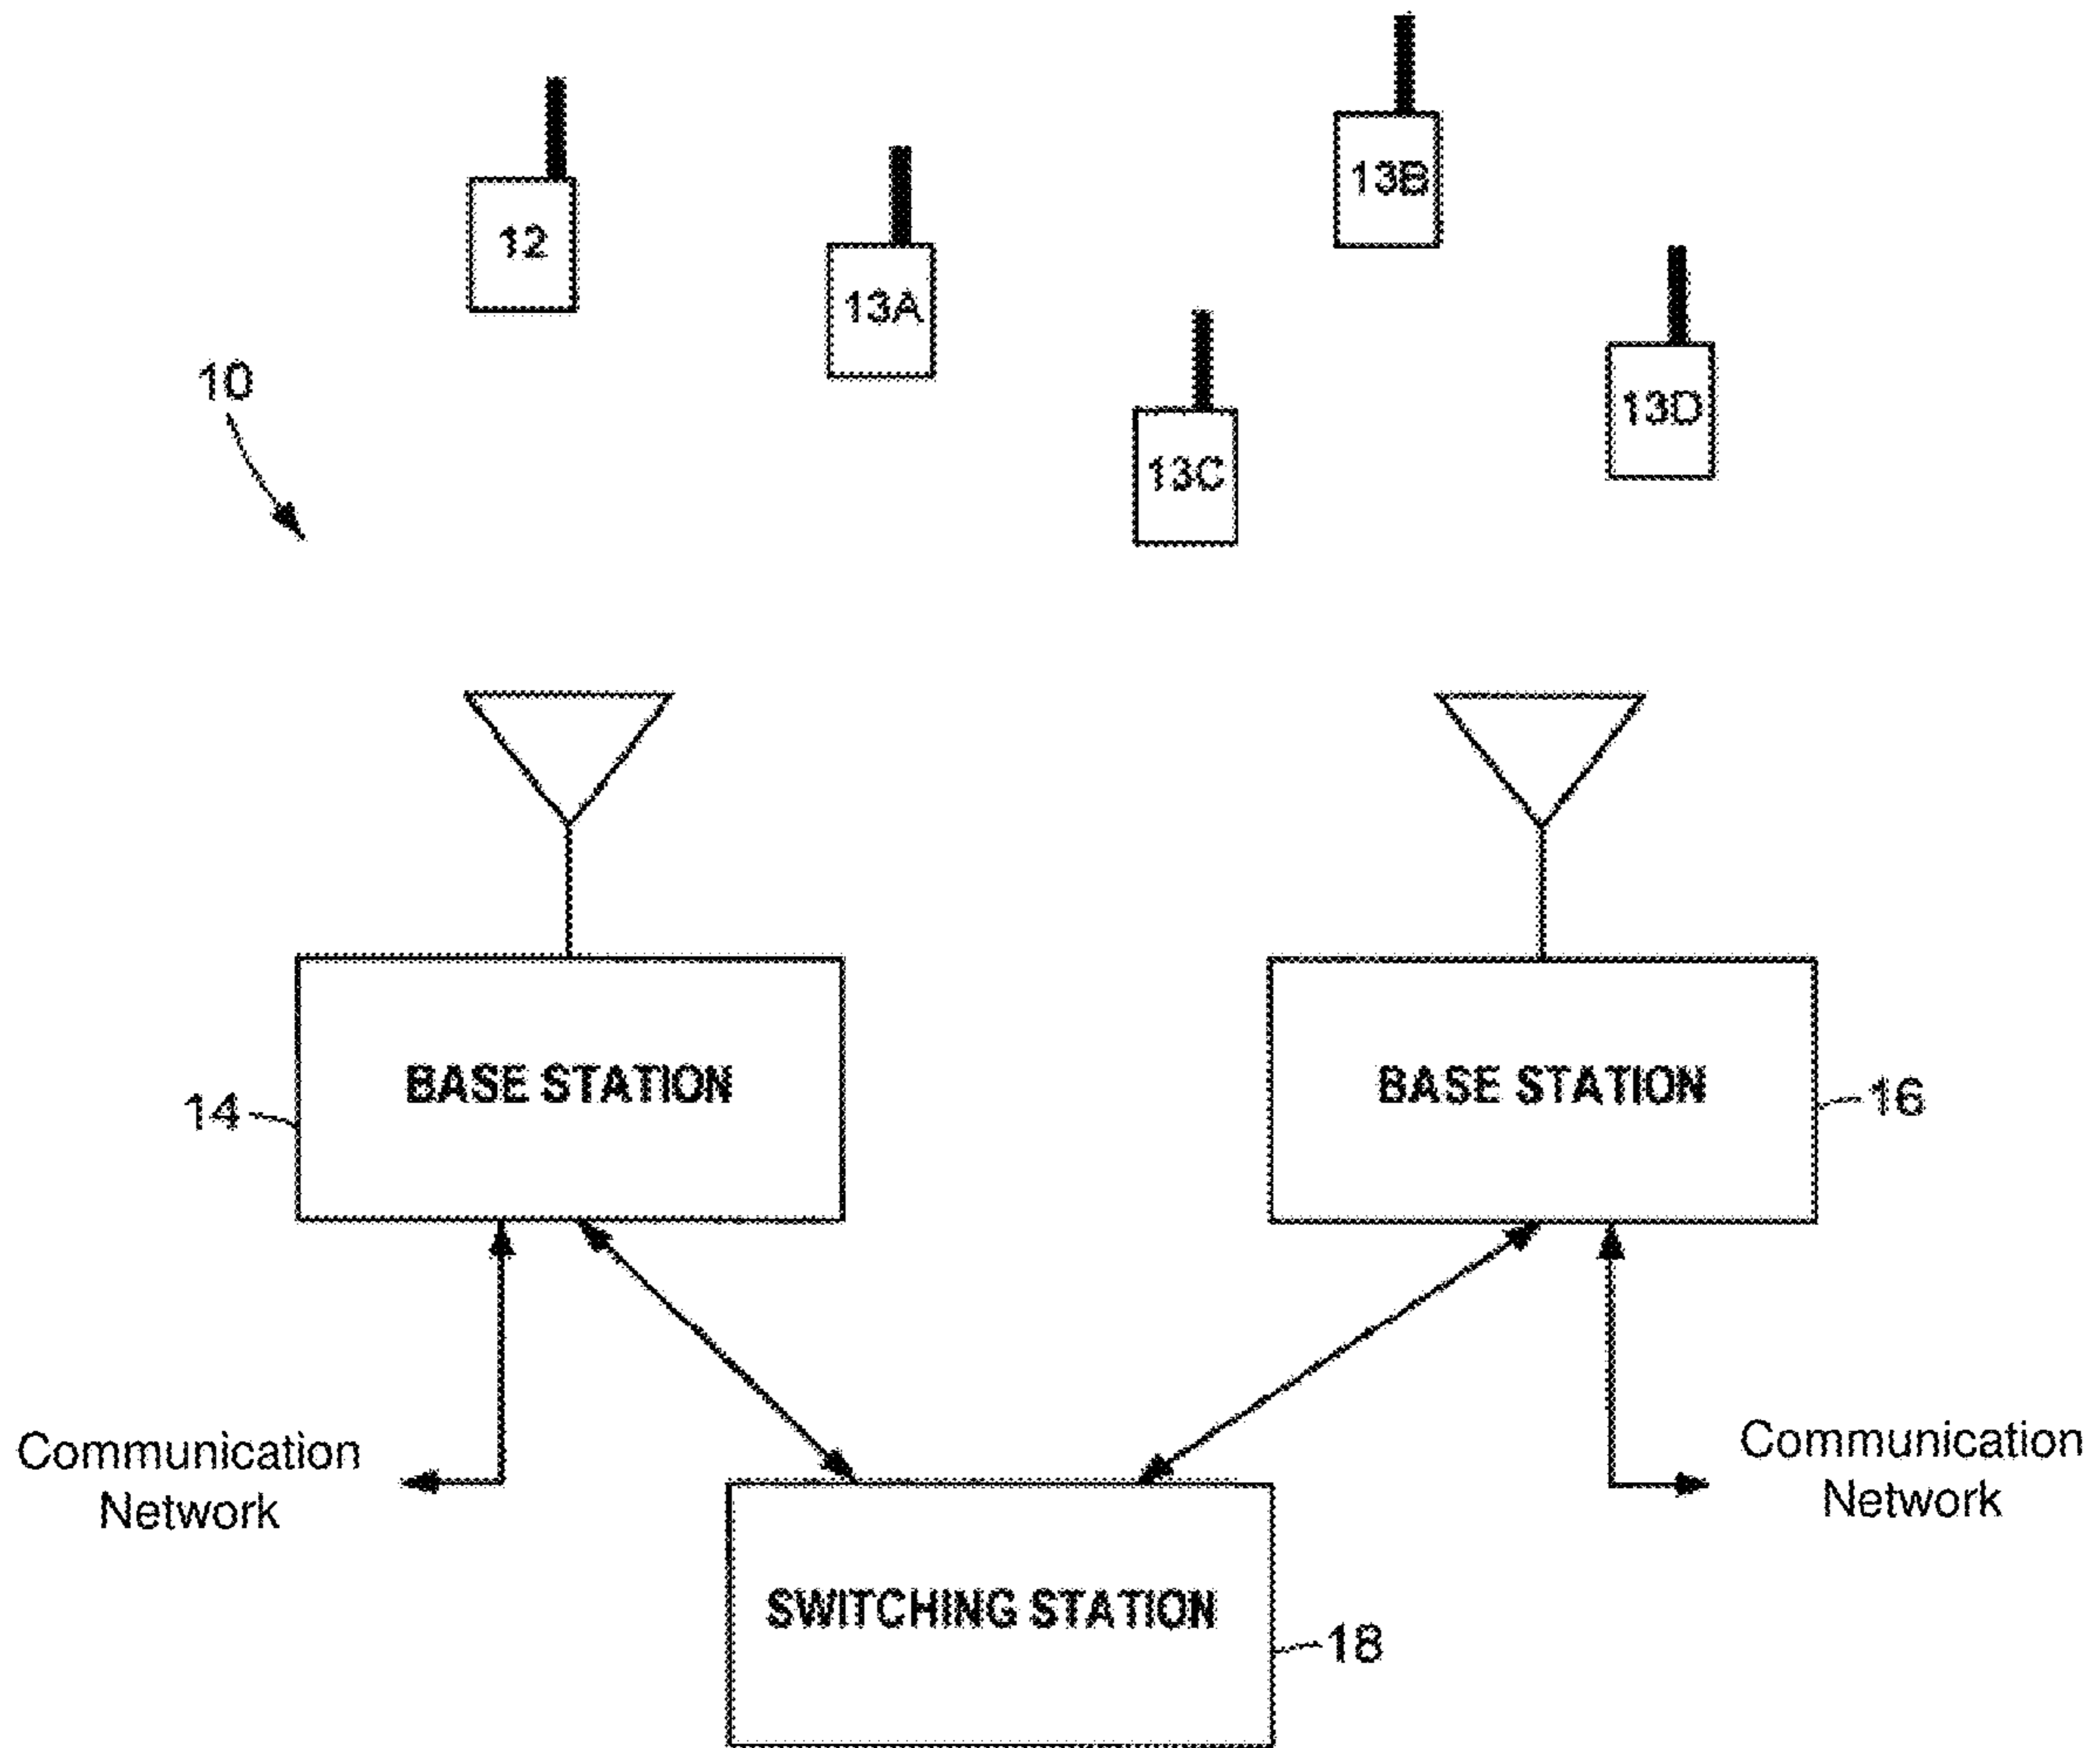 13B
12
13A
10
13D
13C
BASE STATION
BASE STATION
14
16
Communication
Network
Communication
Network
SWITCHING STATION
18